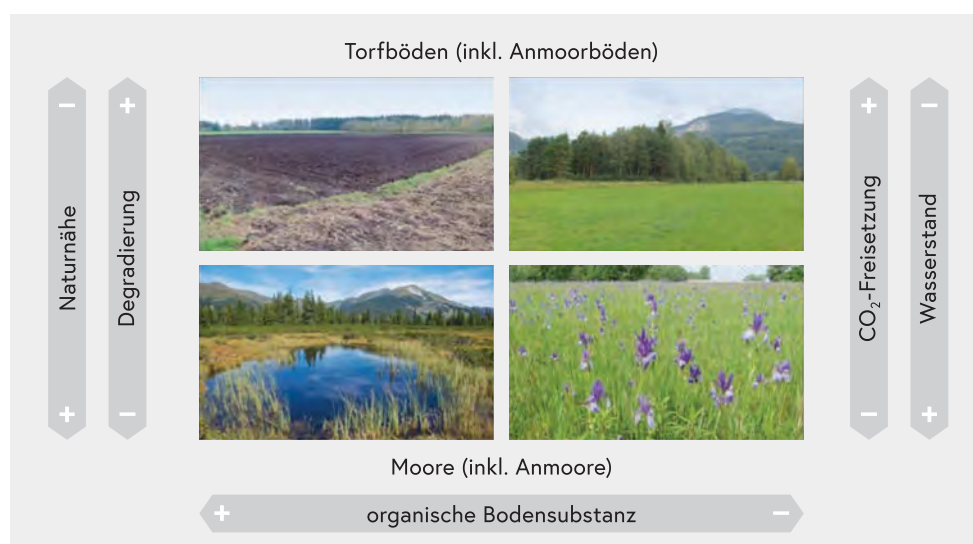 Torfböden (inkl. Anmoorböden)
−
+
Naturnähe
Degradierung
+
−
+
−
CO₂-Freisetzung
Wasserstand
−
+
Moore (inkl. Anmoore)
+ organische Bodensubstanz −